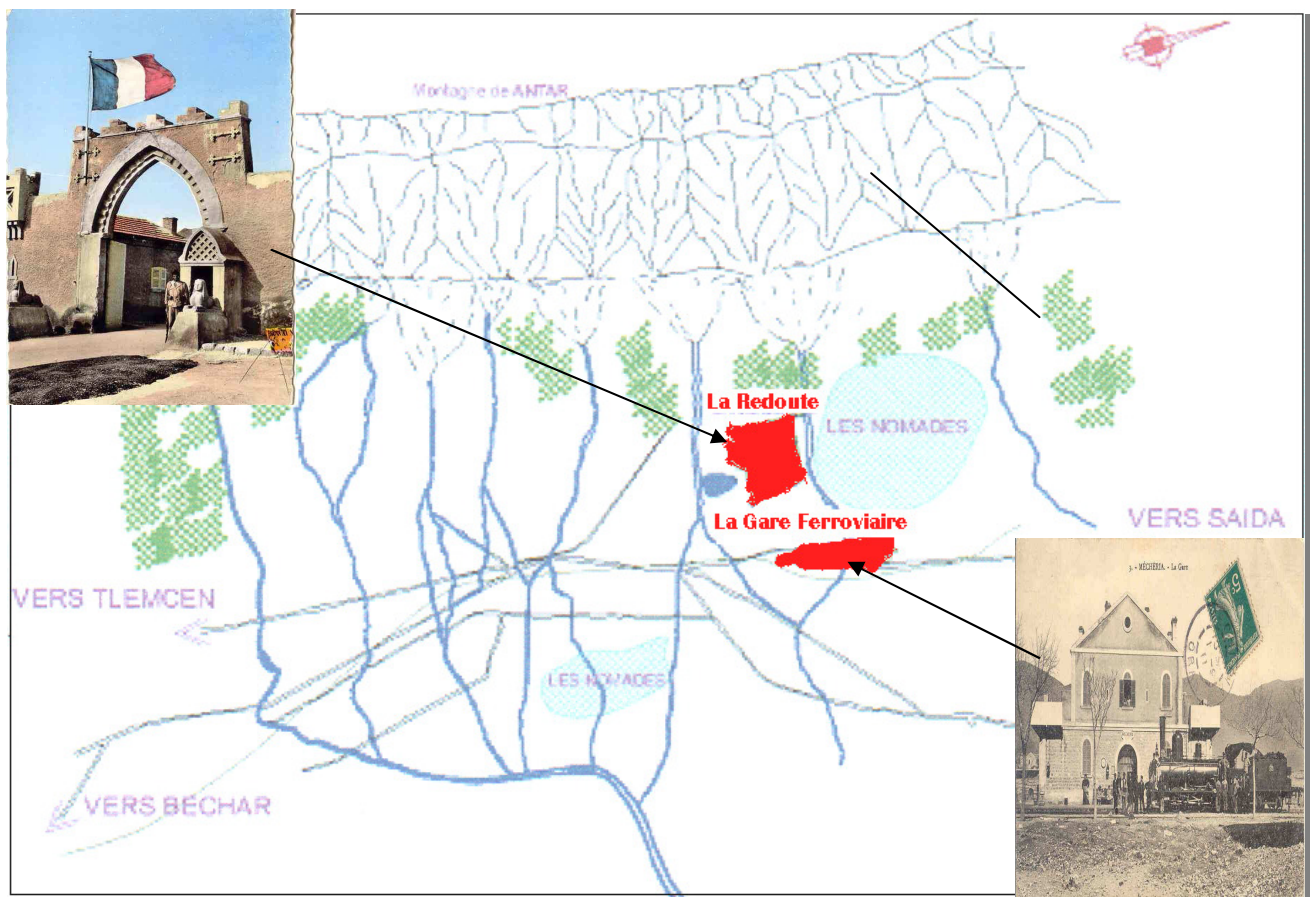 Montagne de ANTAR
La Redoute
LES NOMADES
La Gare Ferroviaire
VERS SAIDA
3. - MÉCHERIA. - La Gare
VERS TLEMCEN
LES NOMADES
VERS BECHAR